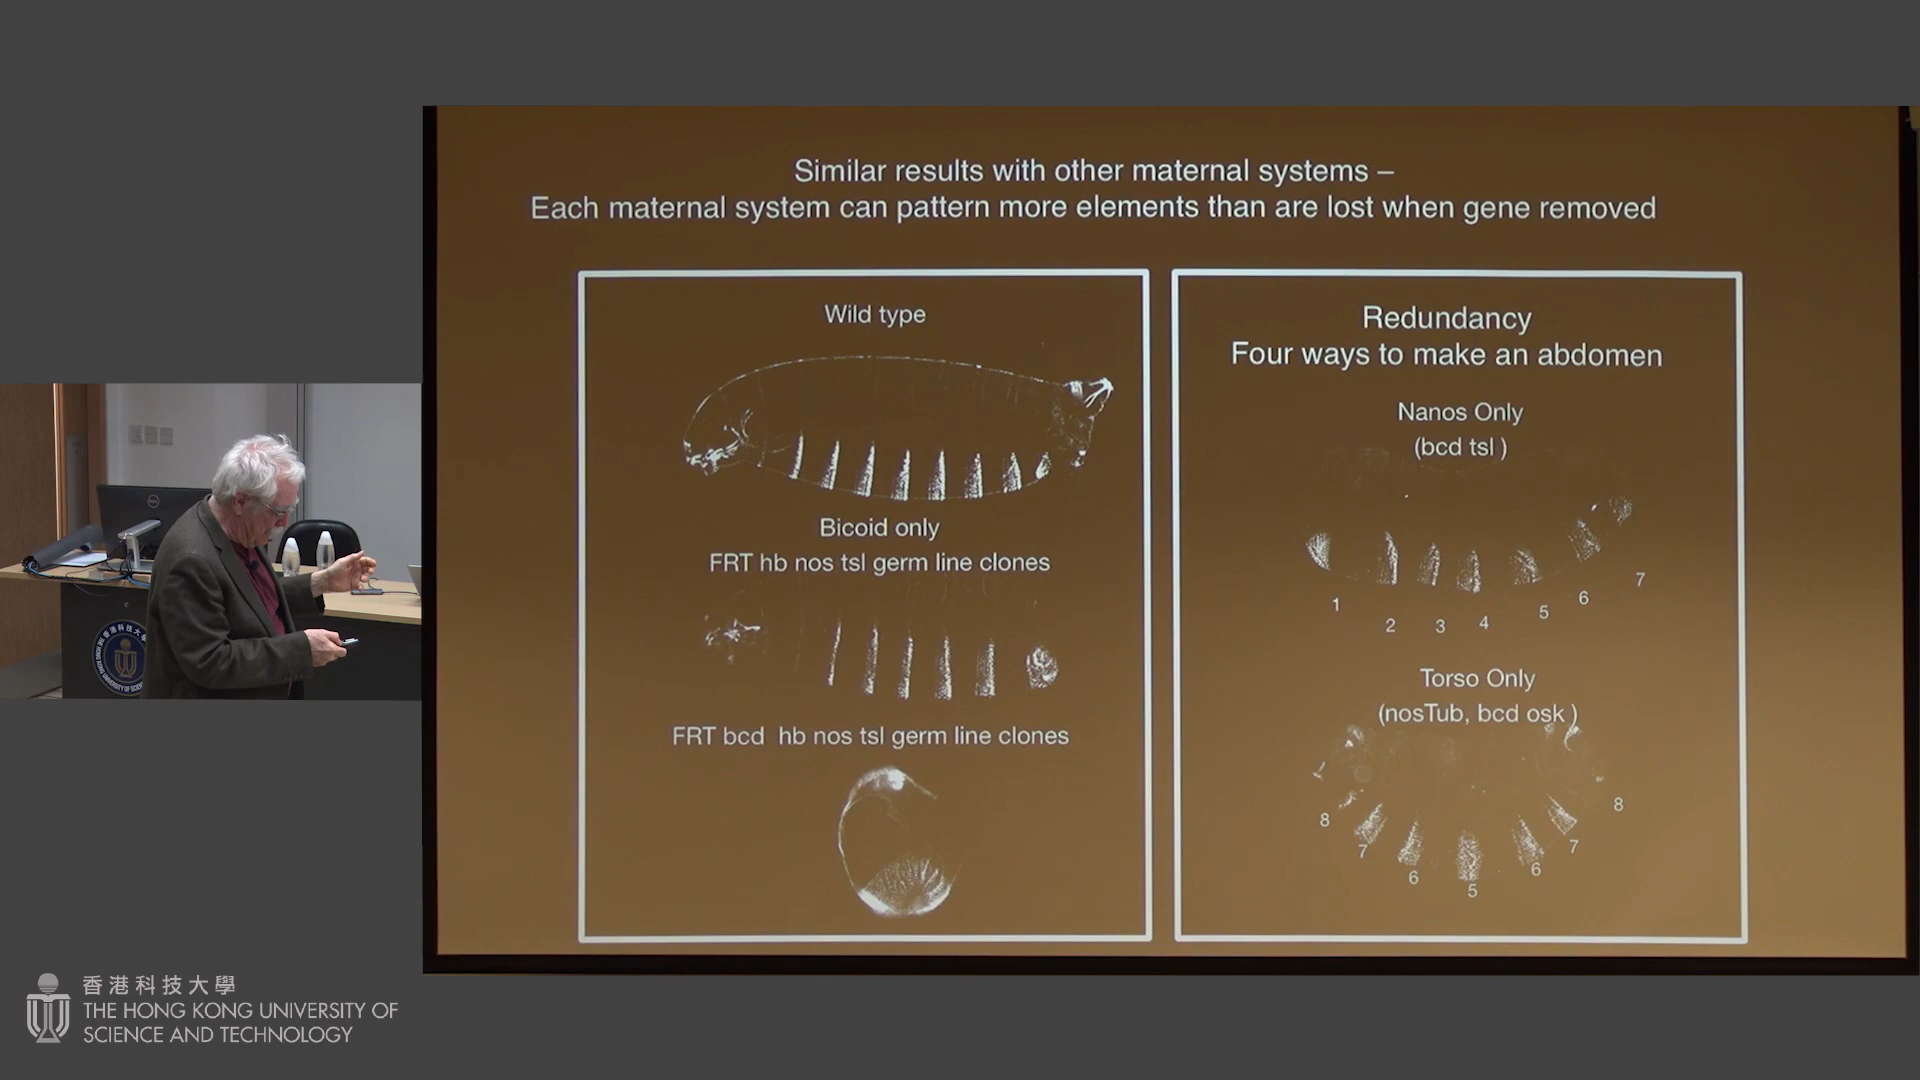 Similar results with other maternal systems –
Each maternal system can pattern more elements than are lost when gene removed
Wild type
Bicoid only
FRT hb nos tsl germ line clones
FRT bcd hb nos tsl germ line clones
Redundancy
Four ways to make an abdomen
Nanos Only
(bcd tsl )
1
2
3
4
5
6
7
Torso Only
(nosTub, bcd osk )
8
7
6
5
6
7
8
DELL
香港科技大學
THE HONG KONG UNIVERSITY OF
SCIENCE AND TECHNOLOGY